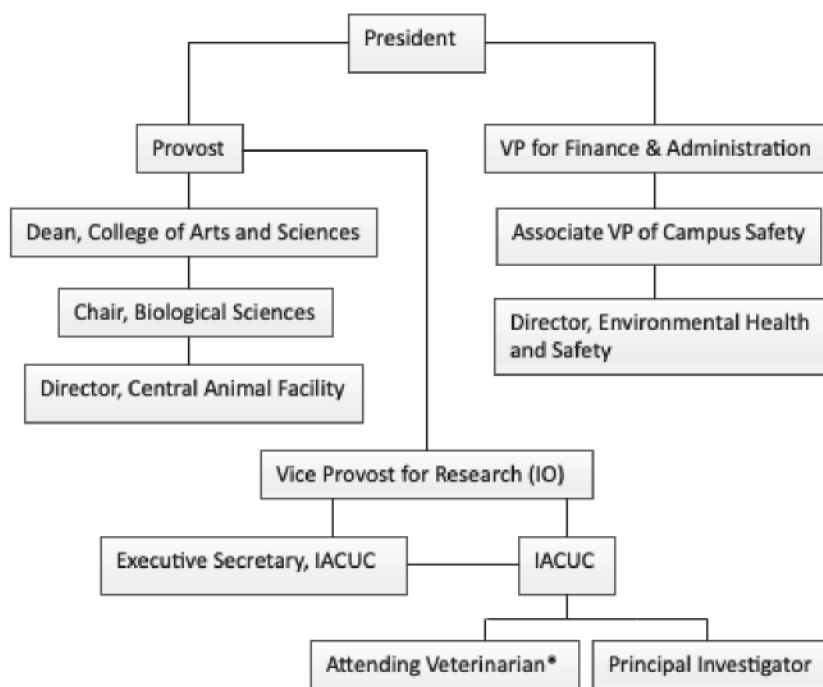 President
Provost
VP for Finance & Administration
Dean, College of Arts and Sciences
Associate VP of Campus Safety
Chair, Biological Sciences
Director, Environmental Health
and Safety
Director, Central Animal Facility
Vice Provost for Research (IO)
Executive Secretary, IACUC
IACUC
Attending Veterinarian*
Principal Investigator